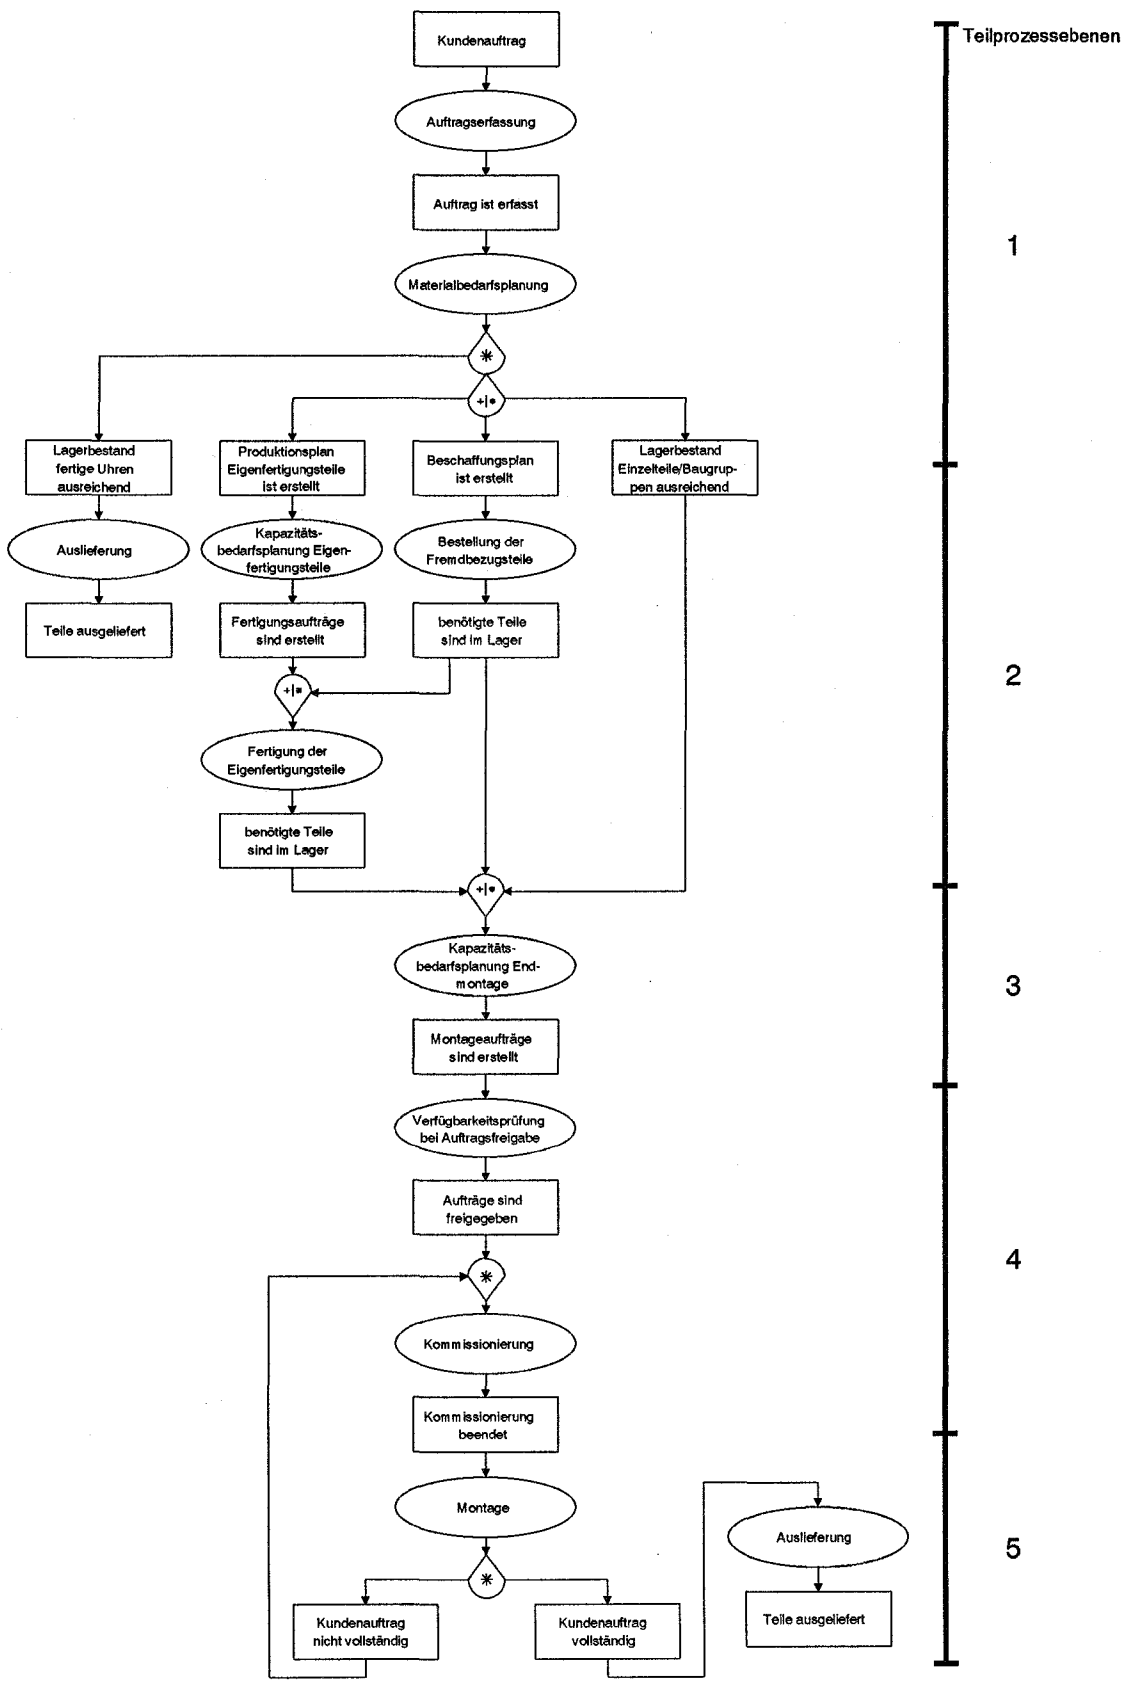 Kundenauftrag
Teilprozessebenen
Auftragserfassung
Auftrag ist erfasst
1
Materialbedarfsplanung
*
+|*
Lagerbestand
fertige Uhren
ausreichend
Produktionsplan
Eigenfertigungsteile
ist erstellt
Beschaffungsplan
ist erstellt
Lagerbestand
Einzelteile/Baugrup-
pen ausreichend
Auslieferung
Kapazitäts-
bedarfsplanung Eigen-
fertigungsteile
Bestellung der
Fremdbezugsteile
Teile ausgeliefert
Fertigungsaufträge
sind erstellt
benötigte Teile
sind im Lager
2
+|*
Fertigung der
Eigenfertigungsteile
benötigte Teile
sind im Lager
+|*
Kapazitäts-
bedarfsplanung End-
montage
3
Montageaufträge
sind erstellt
Verfügbarkeitsprüfung
bei Auftragsfreigabe
Aufträge sind
freigegeben
4
*
Kommissionierung
Kommissionierung
beendet
Montage
Auslieferung
5
*
Kundenauftrag
nicht vollständig
Kundenauftrag
vollständig
Teile ausgeliefert